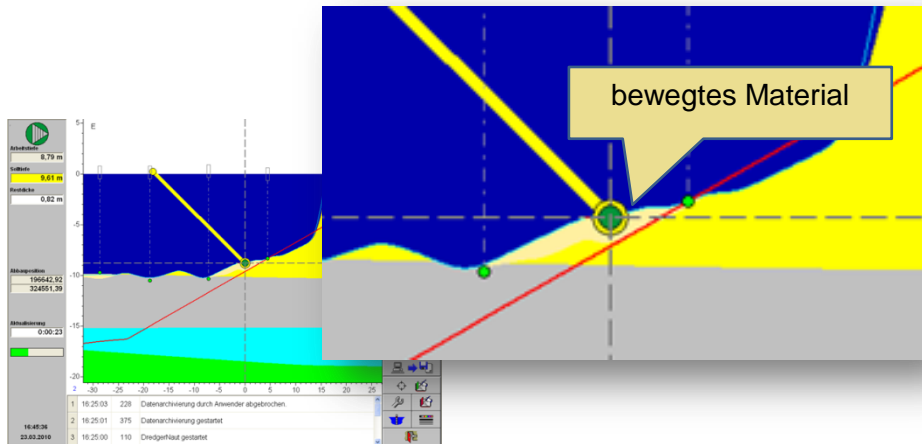 bewegtes Material
Arbeitstiefe
8,79 m
Solltiefe
9,61 m
Restdicke
0,82 m
Abbauposition
196642,92
324551,39
Aktualisierung
0:00:23
16:45:36
23.03.2010
5
E
0
-5
-10
-15
-20
2 -30 -25 -20 -15 -10 -5 0 5 10 15 20 25
1 16:25:03 228 Datenarchivierung durch Anwender abgebrochen.
2 16:25:01 375 Datenarchivierung gestartet
3 16:25:00 110 DredgerNaut gestartet